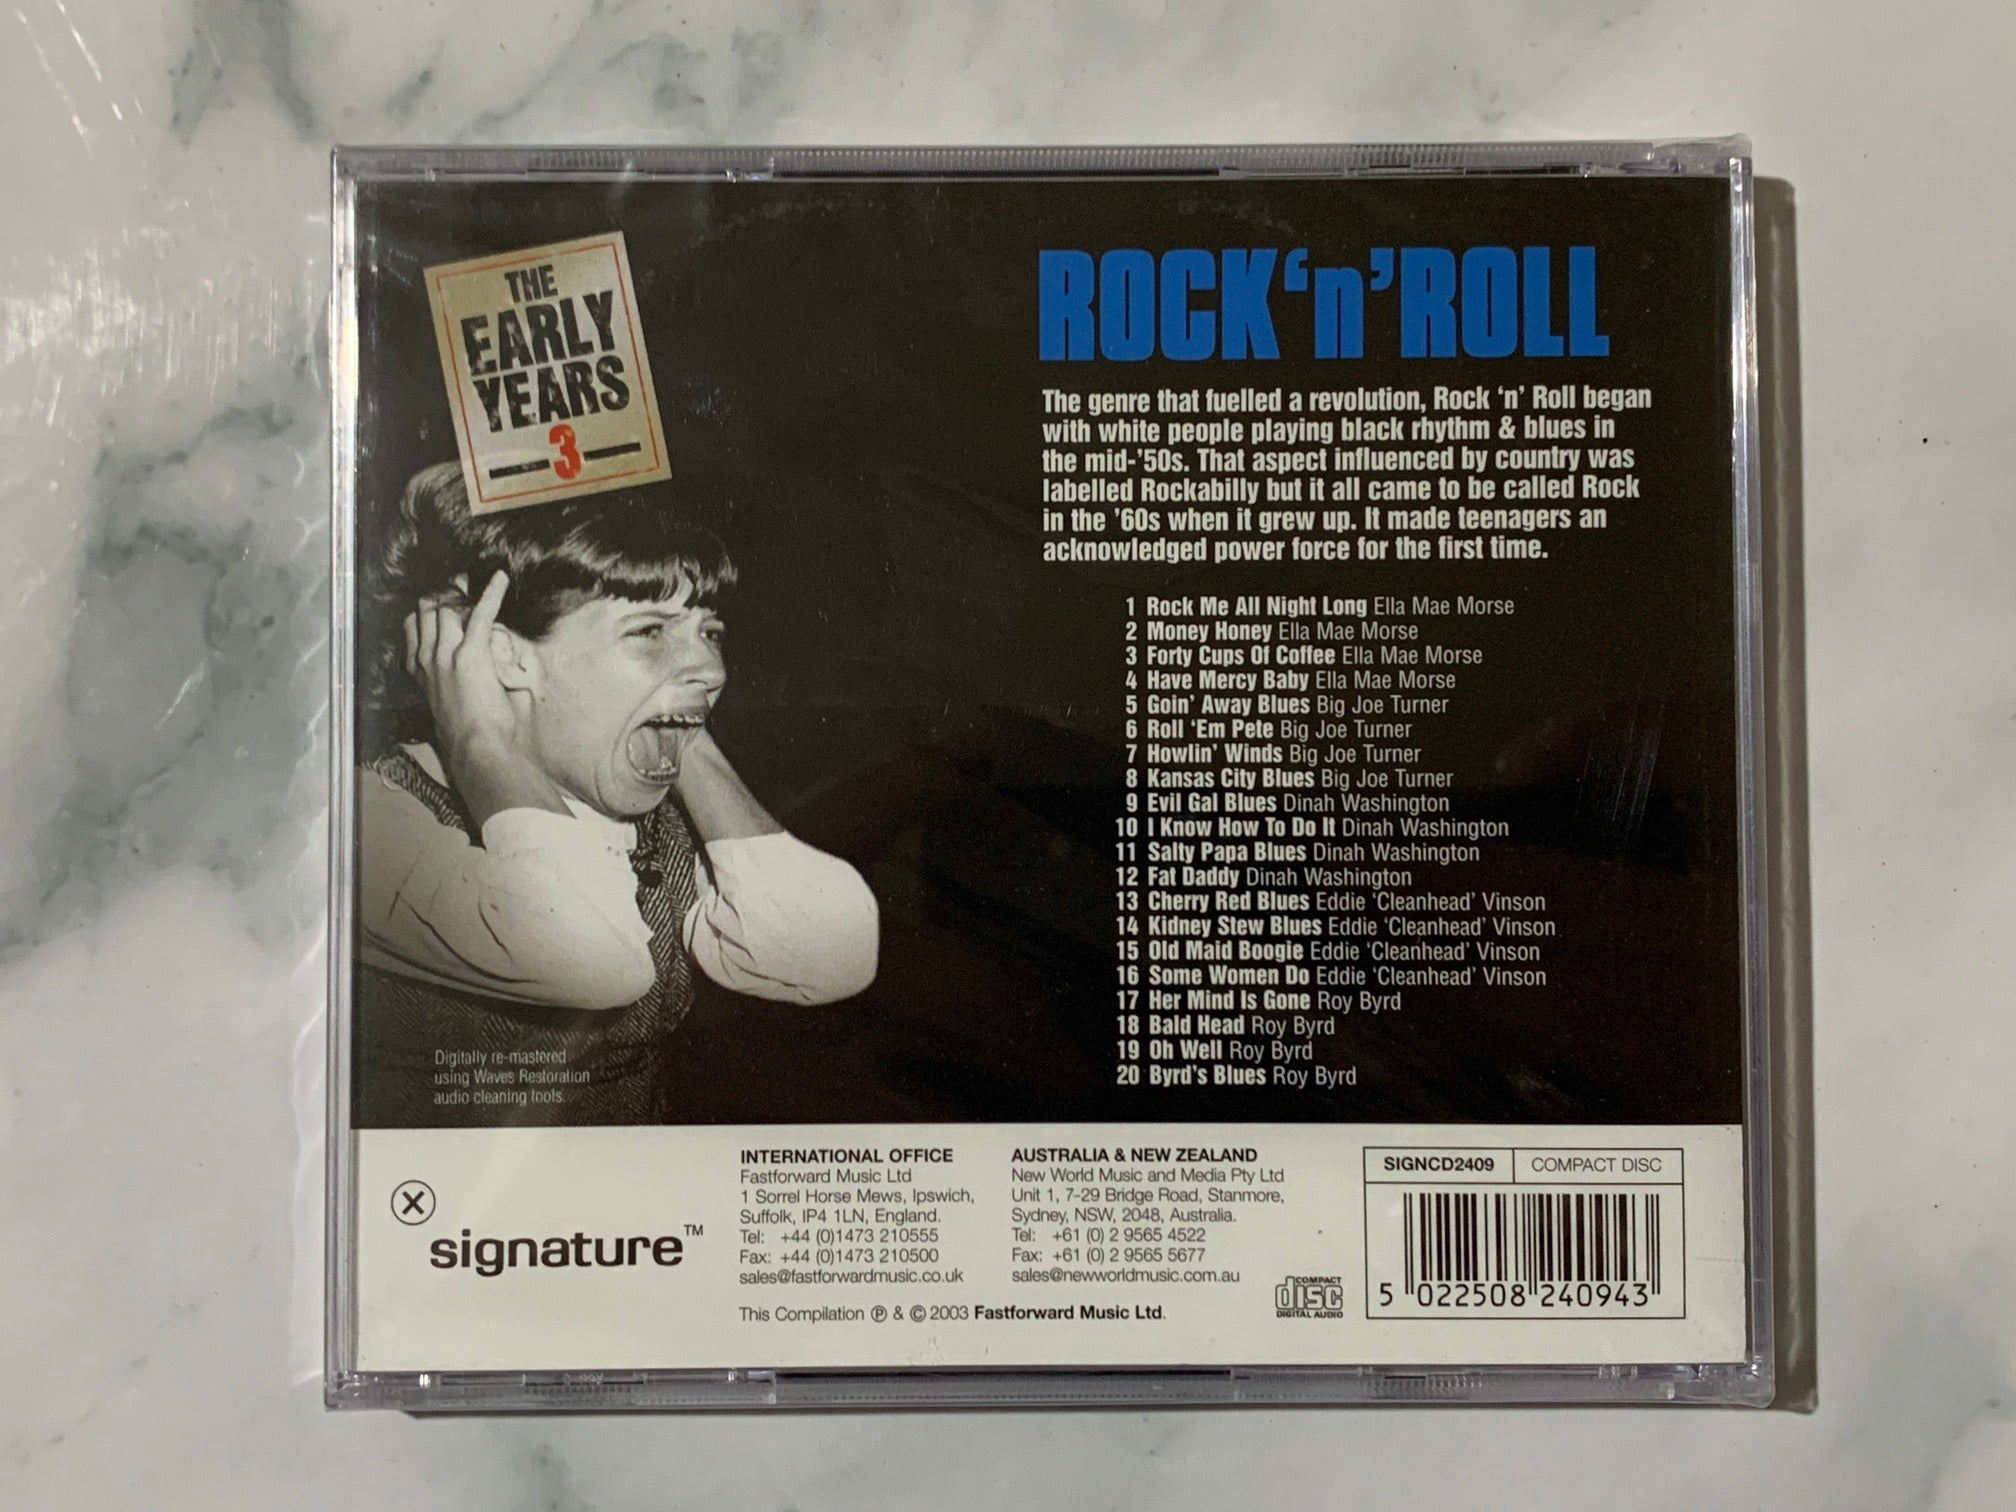 THE
EARLY
YEARS
3
ROCK‘n’ROLL
The genre that fuelled a revolution, Rock ‘n’ Roll began
with white people playing black rhythm & blues in
the mid-’50s. That aspect influenced by country was
labelled Rockabilly but it all came to be called Rock
in the ’60s when it grew up. It made teenagers an
acknowledged power force for the first time.
1 Rock Me All Night Long Ella Mae Morse
2 Money Honey Ella Mae Morse
3 Forty Cups Of Coffee Ella Mae Morse
4 Have Mercy Baby Ella Mae Morse
5 Goin’ Away Blues Big Joe Turner
6 Roll ‘Em Pete Big Joe Turner
7 Howlin’ Winds Big Joe Turner
8 Kansas City Blues Big Joe Turner
9 Evil Gal Blues Dinah Washington
10 I Know How To Do It Dinah Washington
11 Salty Papa Blues Dinah Washington
12 Fat Daddy Dinah Washington
13 Cherry Red Blues Eddie ‘Cleanhead’ Vinson
14 Kidney Stew Blues Eddie ‘Cleanhead’ Vinson
15 Old Maid Boogie Eddie ‘Cleanhead’ Vinson
16 Some Women Do Eddie ‘Cleanhead’ Vinson
17 Her Mind Is Gone Roy Byrd
18 Bald Head Roy Byrd
19 Oh Well Roy Byrd
20 Byrd’s Blues Roy Byrd
Digitally re-mastered
using Waves Restoration
audio cleaning tools.
signature™
INTERNATIONAL OFFICE
Fastforward Music Ltd
1 Sorrel Horse Mews, Ipswich,
Suffolk, IP4 1LN, England.
Tel: +44 (0)1473 210555
Fax: +44 (0)1473 210500
sales@fastforwardmusic.co.uk
AUSTRALIA & NEW ZEALAND
New World Music and Media Pty Ltd
Unit 1, 7-29 Bridge Road, Stanmore,
Sydney, NSW, 2048, Australia.
Tel: +61 (0) 2 9565 4522
Fax: +61 (0) 2 9565 5677
sales@newworldmusic.com.au
This Compilation ℗ & © 2003 Fastforward Music Ltd.
COMPACT
disc
DIGITAL AUDIO
SIGNCD2409 COMPACT DISC
5 022508 240943